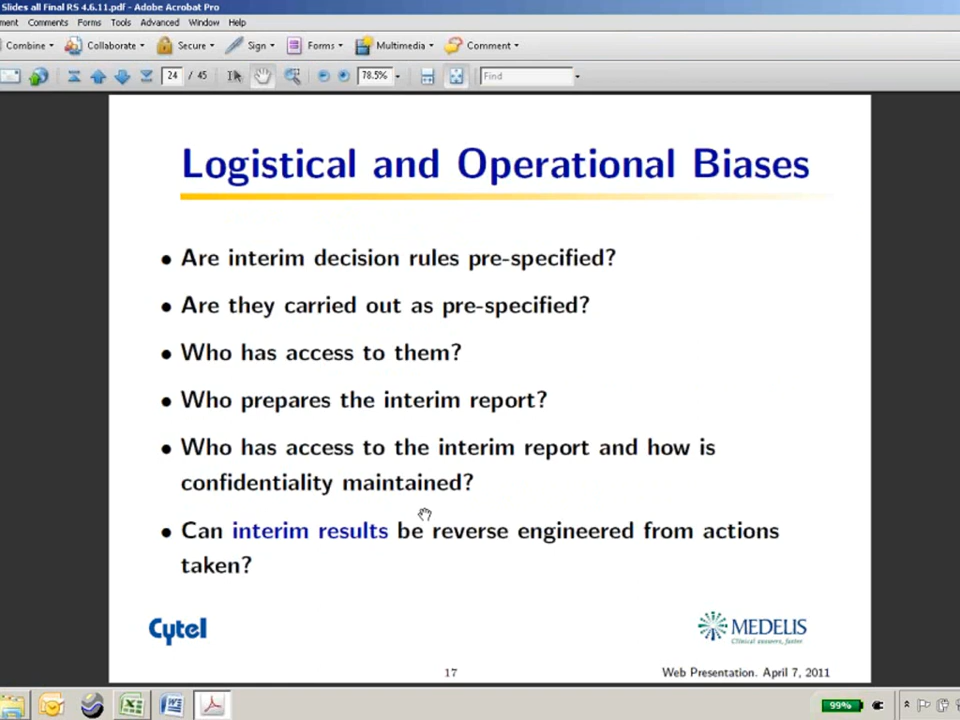 Slides all Final RS 4.6.11.pdf - Adobe Acrobat Pro
ment Comments Forms Tools Advanced Window Help
Combine Collaborate Secure Sign Forms Multimedia Comment
24 / 45 78.5% Find
Logistical and Operational Biases
• Are interim decision rules pre-specified?
• Are they carried out as pre-specified?
• Who has access to them?
• Who prepares the interim report?
• Who has access to the interim report and how is
confidentiality maintained?
• Can interim results be reverse engineered from actions
taken?
Cytel
MEDELIS
Clinical answers, faster
17 Web Presentation. April 7, 2011
99%